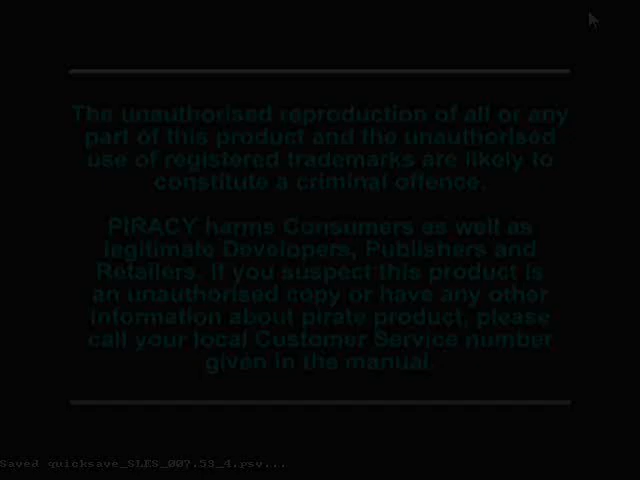 The unauthorised reproduction of all or any
part of this product and the unauthorised
use of registered trademarks are likely to
constitute a criminal offence.
PIRACY harms Consumers as well as
legitimate Developers, Publishers and
Retailers. If you suspect this product is
an unauthorised copy or have any other
information about pirate product, please
call your local Customer Service number
given in the manual.
Saved quicksave_SLES_007.53_4.psv...